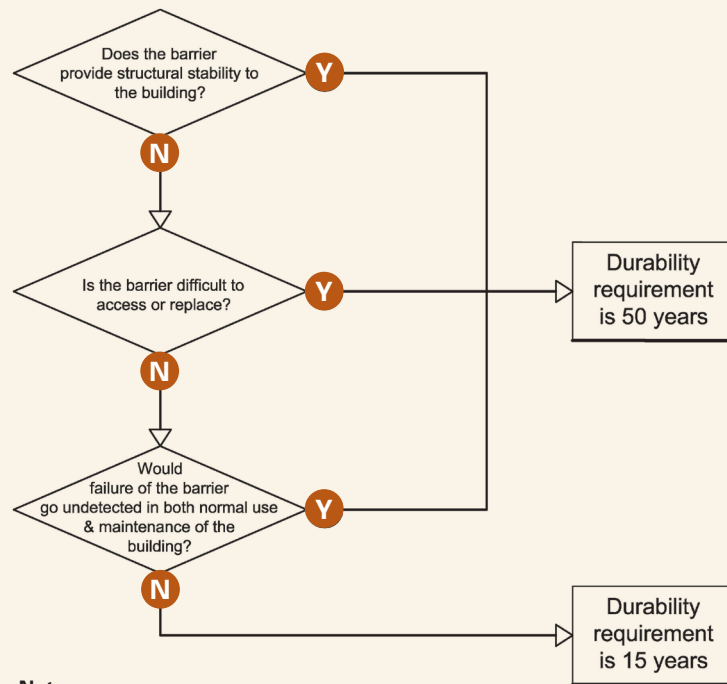 Does the barrier
provide structural stability to
the building?
Y
N
Is the barrier difficult to
access or replace?
Y
N
Durability
requirement
is 50 years
Would
failure of the barrier
go undetected in both normal use
& maintenance of the
building?
Y
N
Durability
requirement
is 15 years